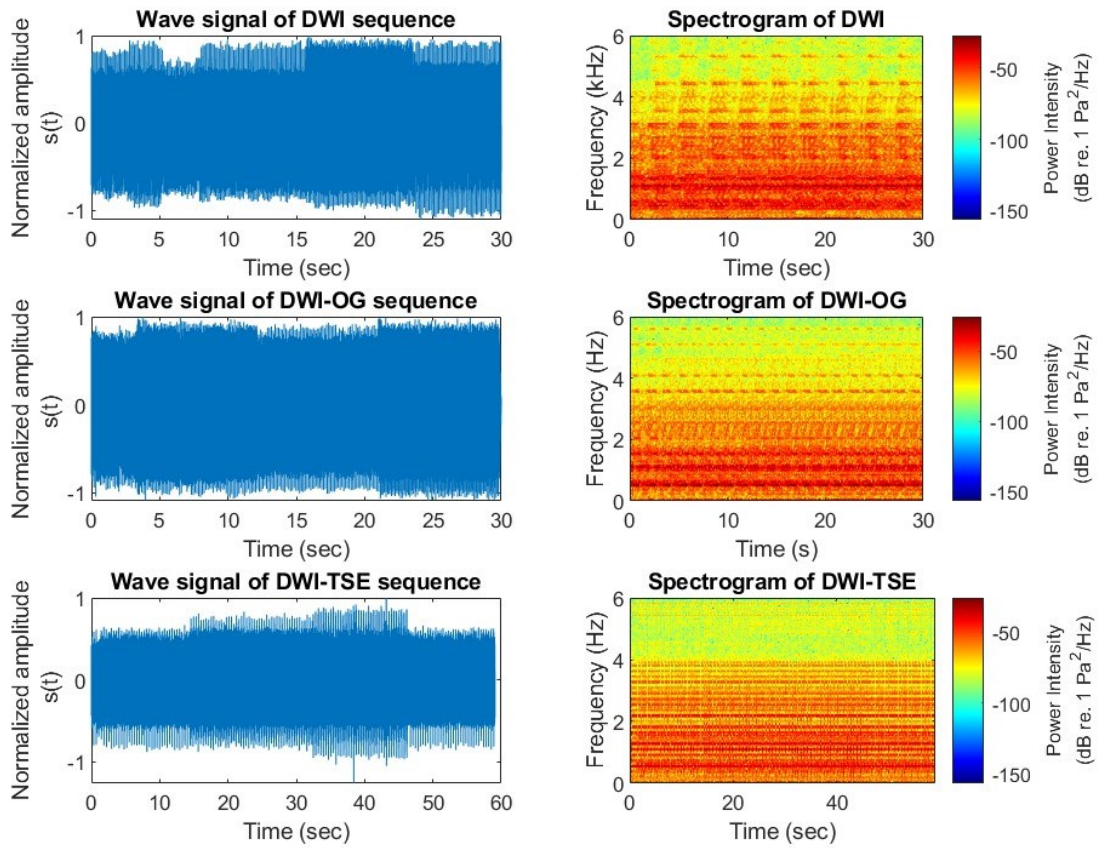 Wave signal of DWI sequence
Normalized amplitude
s(t)
1
0
-1
0 5 10 15 20 25 30
Time (sec)
Spectrogram of DWI
Frequency (kHz)
6
4
2
0
0 10 20 30
Time (sec)
-50
-100
-150
Power Intensity
(dB re. 1 Pa²/Hz)
Wave signal of DWI-OG sequence
Normalized amplitude
s(t)
1
0
-1
0 5 10 15 20 25 30
Time (sec)
Spectrogram of DWI-OG
Frequency (Hz)
6
4
2
0
0 10 20 30
Time (s)
-50
-100
-150
Power Intensity
(dB re. 1 Pa²/Hz)
Wave signal of DWI-TSE sequence
Normalized amplitude
s(t)
1
0
-1
0 10 20 30 40 50 60
Time (sec)
Spectrogram of DWI-TSE
Frequency (Hz)
6
4
2
0
0 20 40
Time (sec)
-50
-100
-150
Power Intensity
(dB re. 1 Pa²/Hz)